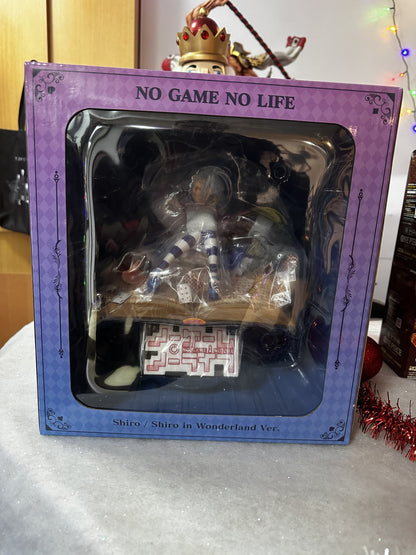 NO GAME NO LIFE
Shiro / Shiro in Wonderland Ver.